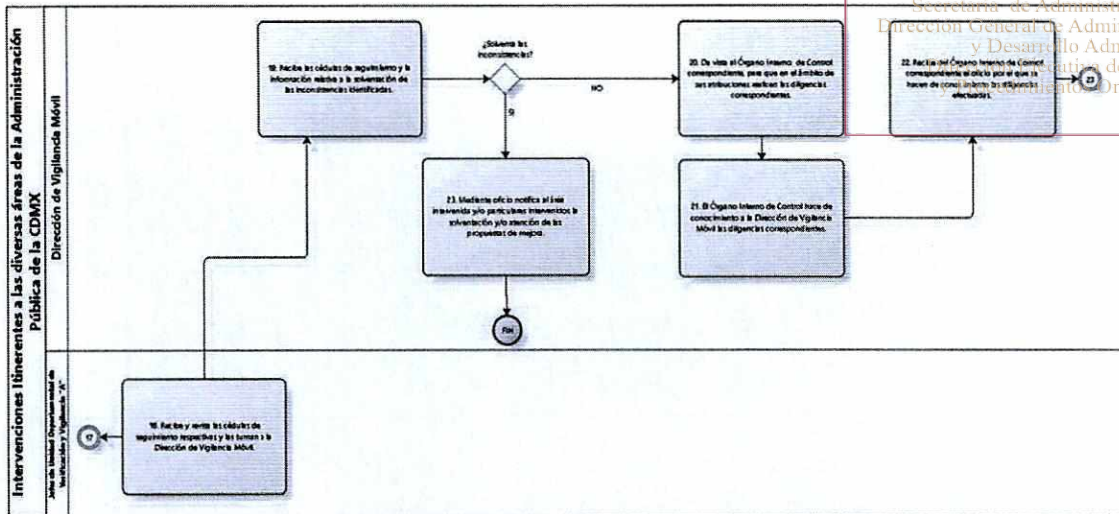 Intervenciones Itinerantes a las diversas áreas de la Administración
Pública de la CDMX
Dirección de Vigilancia Móvil
Unidad Departamental de
Verificación y Vigilancia "A"
19. Recibe las cédulas de seguimiento y la
información relativa a la solventación de
las inconsistencias identificadas.
¿Solventa las
inconsistencias?
NO
SI
20. Da vista al Órgano Interno de Control
correspondiente, para que en el ámbito de
sus atribuciones realicen las diligencias
correspondientes.
22. Recibe del Órgano Interno de Control
correspondiente el oficio por el que se
hacen de conocimiento las diligencias
efectuadas.
23
23. Mediante oficio notifica al área
intervenida y/o particulares intervenidos la
solventación y/o atención de las
propuestas de mejora.
21. El Órgano Interno de Control hace de
conocimiento a la Dirección de Vigilancia
Móvil las diligencias correspondientes.
Fin
18. Recibe y revisa las cédulas de
seguimiento respectivas y las turnan a la
Dirección de Vigilancia Móvil.
17
Secretaría de Administ
Dirección General de Admi
y Desarrollo Adm